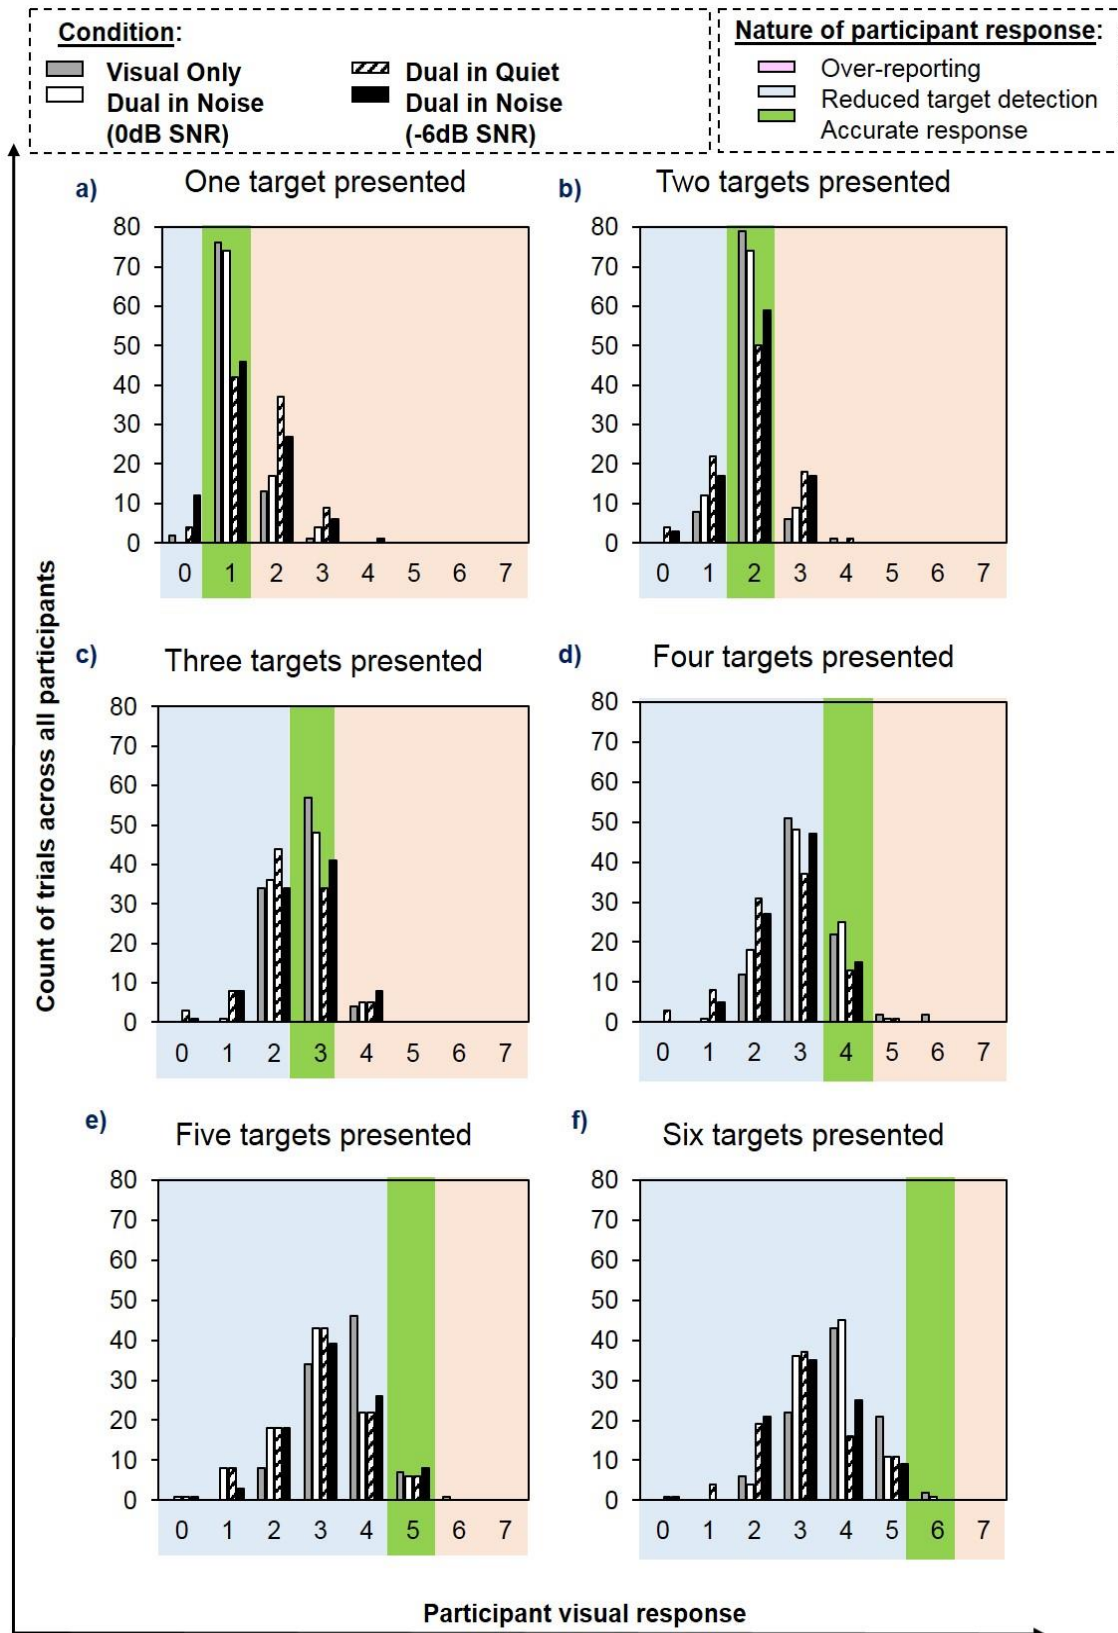 Condition:
Visual Only
Dual in Noise
(0dB SNR)
Dual in Quiet
Dual in Noise
(-6dB SNR)
Nature of participant response:
Over-reporting
Reduced target detection
Accurate response
Count of trials across all participants
a) One target presented
80
70
60
50
40
30
20
10
0
0 1 2 3 4 5 6 7
b) Two targets presented
80
70
60
50
40
30
20
10
0
0 1 2 3 4 5 6 7
c) Three targets presented
80
70
60
50
40
30
20
10
0
0 1 2 3 4 5 6 7
d) Four targets presented
80
70
60
50
40
30
20
10
0
0 1 2 3 4 5 6 7
e) Five targets presented
80
70
60
50
40
30
20
10
0
0 1 2 3 4 5 6 7
f) Six targets presented
80
70
60
50
40
30
20
10
0
0 1 2 3 4 5 6 7
Participant visual response